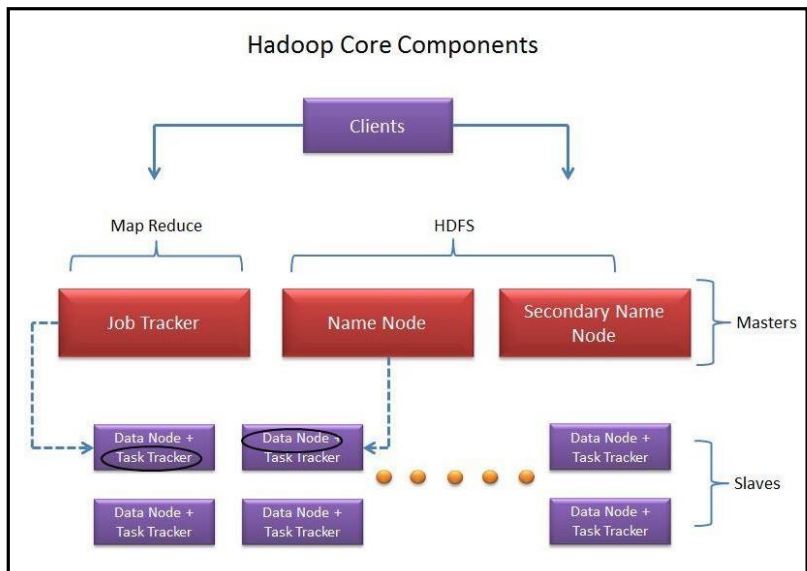 Hadoop Core Components
Clients
Map Reduce
HDFS
Job Tracker
Name Node
Secondary Name
Node
Masters
Data Node +
Task Tracker
Data Node +
Task Tracker
Data Node +
Task Tracker
Slaves
Data Node +
Task Tracker
Data Node +
Task Tracker
Data Node +
Task Tracker